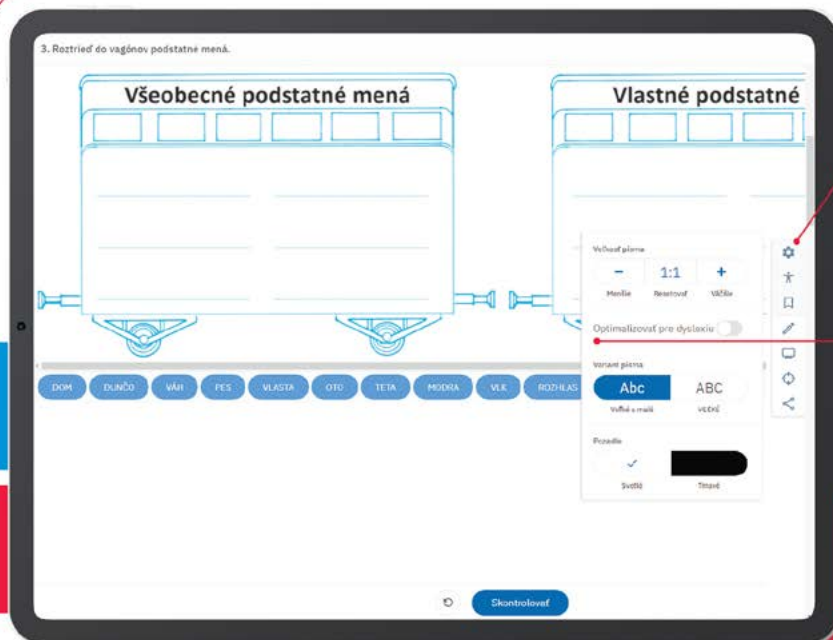 3. Roztrieď do vagónov podstatné mená.
Všeobecné podstatné mená
Vlastné podstatné
Veľkosť písma
− 1:1 +
Menšie Resetovať Väčšie
Optimalizovať pre dyslexiu
Variant písma
Abc ABC
Veľké a malé VEĽKÉ
Pozadie
Svetlé Tmavé
DOM DUNČO VÁH PES VLASTA OTO TETA MODRA VLK ROZHLAS
Skontrolovať